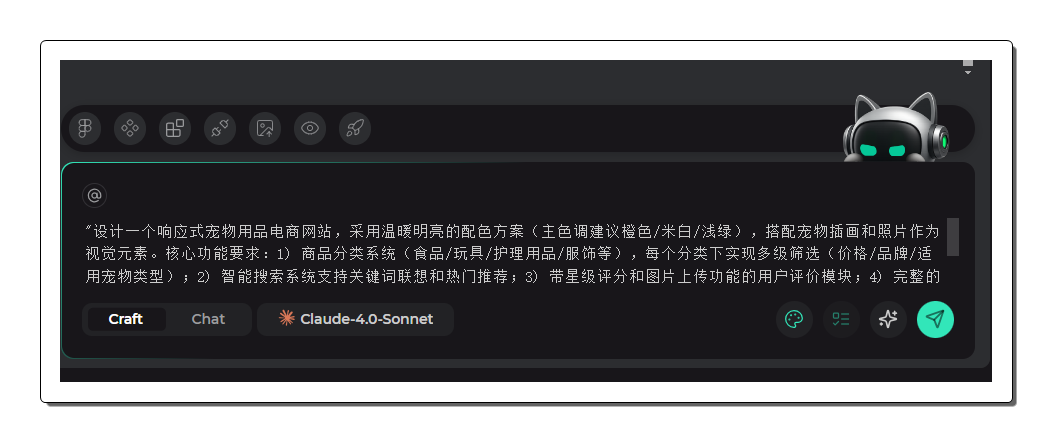 @
"设计一个响应式宠物用品电商网站，采用温暖明亮的配色方案（主色调建议橙色/米白/浅绿），搭配宠物插画和照片作为
视觉元素。核心功能要求：1) 商品分类系统（食品/玩具/护理用品/服饰等），每个分类下实现多级筛选（价格/品牌/适
用宠物类型）；2) 智能搜索系统支持关键词联想和热门推荐；3) 带星级评分和图片上传功能的用户评价模块；4) 完整的
Craft Chat Claude-4.0-Sonnet